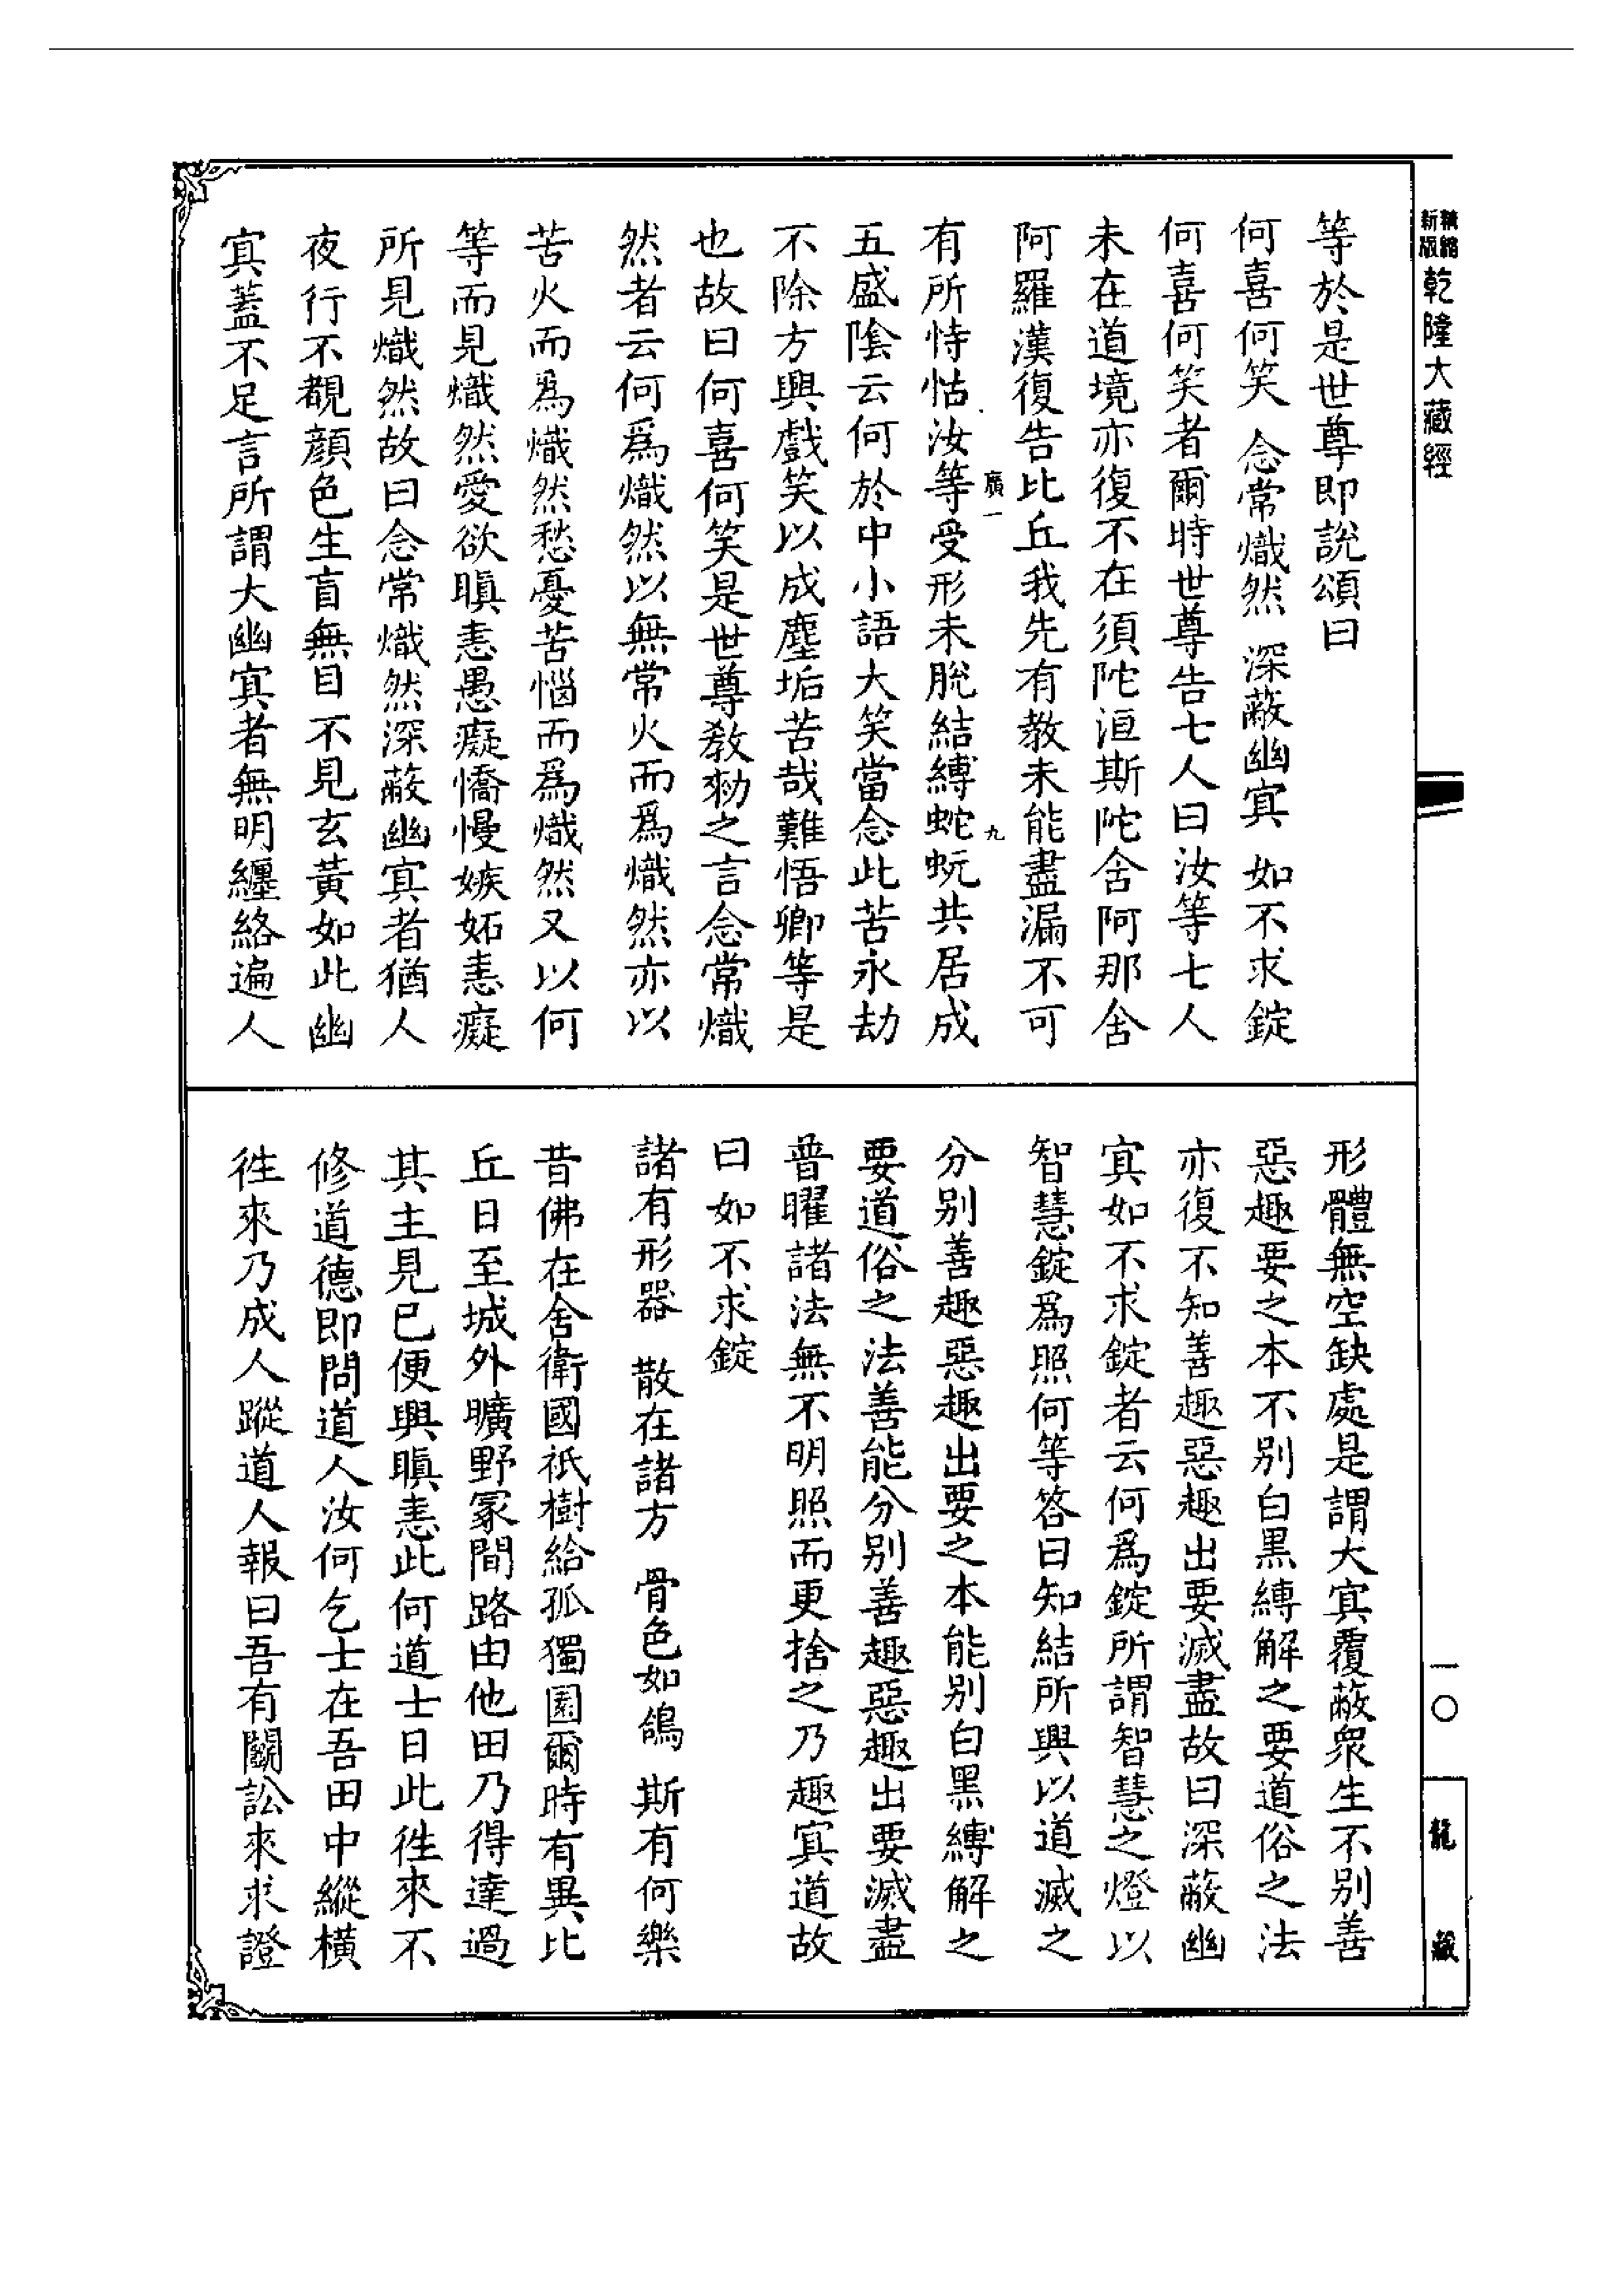 新版精縮乾隆大藏經
等於是世尊即說頌曰
何喜何笑　念常熾然　深蔽幽冥　如不求錠
何喜何笑者爾時世尊告七人曰汝等七人
未在道境亦復不在須陀洹斯陀含阿那含
阿羅漢復告比丘我先有教未能盡漏不可
廣一
九
有所恃怙汝等受形未脫結縛蛇蚖共居成
五盛陰云何於中小語大笑當念此苦永劫
不除方興戲笑以成塵垢苦哉難悟卿等是
也故曰何喜何笑是世尊教勑之言念常熾
然者云何為熾然以無常火而為熾然亦以
苦火而為熾然愁憂苦惱而為熾然又以何
等而見熾然愛欲瞋恚愚癡憍慢嫉妬恚癡
所見熾然故曰念常熾然深蔽幽冥者猶人
夜行不覩顏色生盲無目不見玄黃如此幽
冥蓋不足言所謂大幽冥者無明纏絡遍人
形體無空缺處是謂大冥覆蔽眾生不別善
惡趣要之本不別白黑縛解之要道俗之法
亦復不知善趣惡趣出要滅盡故曰深蔽幽
冥如不求錠者云何為錠所謂智慧之燈以
智慧錠為照何等答曰知結所興以道滅之
分別善趣惡趣出要之本能別白黑縛解之
要道俗之法善能分別善趣惡趣出要滅盡
普曜諸法無不明照而更捨之乃趣冥道故
曰如不求錠
諸有形器　散在諸方　骨色如鴿　斯有何樂
昔佛在舍衛國祇樹給孤獨園爾時有異比
丘日至城外曠野冢間路由他田乃得達過
其主見已便興瞋恚此何道士日此徃來不
修道德即問道人汝何乞士在吾田中縱橫
徃來乃成人蹤道人報曰吾有鬬訟來求證
一〇
龍藏